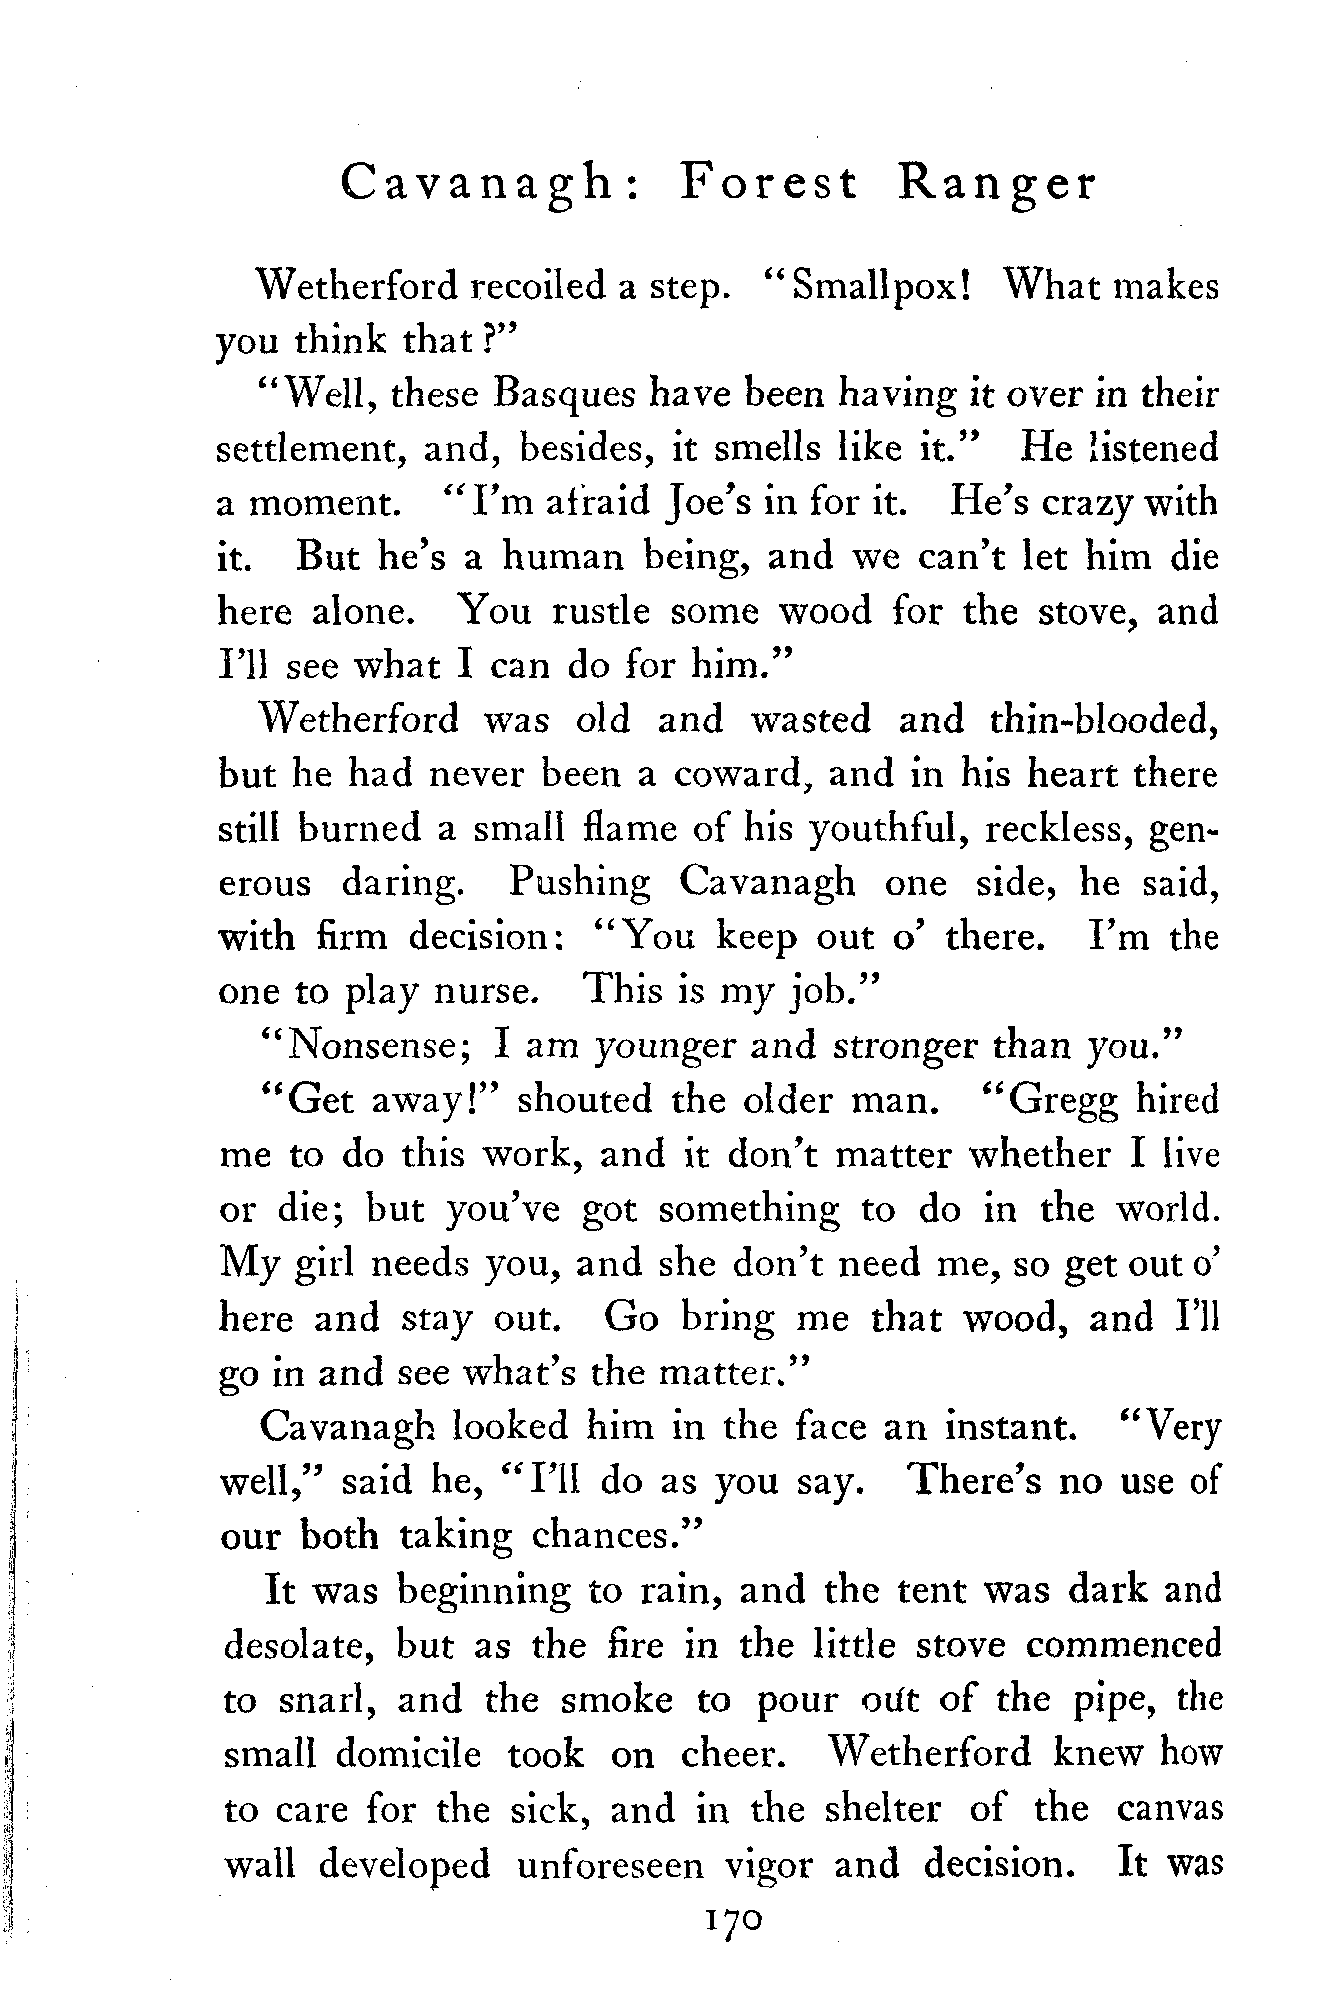 Cavanagh: Forest Ranger
Wetherford recoiled a step. "Smallpox! What makes
you think that?"
"Well, these Basques have been having it over in their
settlement, and, besides, it smells like it." He listened
a moment. "I'm afraid Joe's in for it. He's crazy with
it. But he's a human being, and we can't let him die
here alone. You rustle some wood for the stove, and
I'll see what I can do for him."
Wetherford was old and wasted and thin-blooded,
but he had never been a coward, and in his heart there
still burned a small flame of his youthful, reckless, gen-
erous daring. Pushing Cavanagh one side, he said,
with firm decision: "You keep out o' there. I'm the
one to play nurse. This is my job."
"Nonsense; I am younger and stronger than you."
"Get away!" shouted the older man. "Gregg hired
me to do this work, and it don't matter whether I live
or die; but you've got something to do in the world.
My girl needs you, and she don't need me, so get out o'
here and stay out. Go bring me that wood, and I'll
go in and see what's the matter."
Cavanagh looked him in the face an instant. "Very
well," said he, "I'll do as you say. There's no use of
our both taking chances."
It was beginning to rain, and the tent was dark and
desolate, but as the fire in the little stove commenced
to snarl, and the smoke to pour out of the pipe, the
small domicile took on cheer. Wetherford knew how
to care for the sick, and in the shelter of the canvas
wall developed unforeseen vigor and decision. It was
170